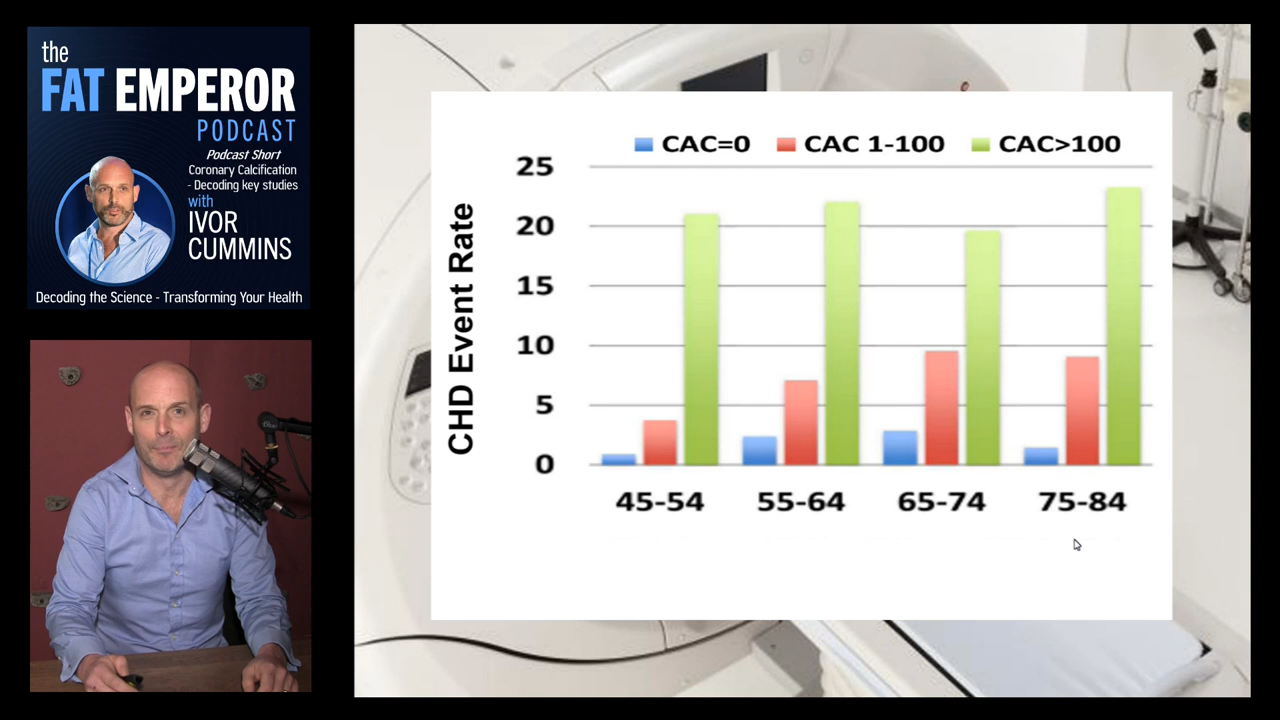 the
FAT EMPEROR
PODCAST
Podcast Short
Coronary Calcification
- Decoding key studies
with
IVOR
CUMMINS
Decoding the Science - Transforming Your Health
CAC=0 CAC 1-100 CAC>100
CHD Event Rate
25
20
15
10
5
0
45-54 55-64 65-74 75-84